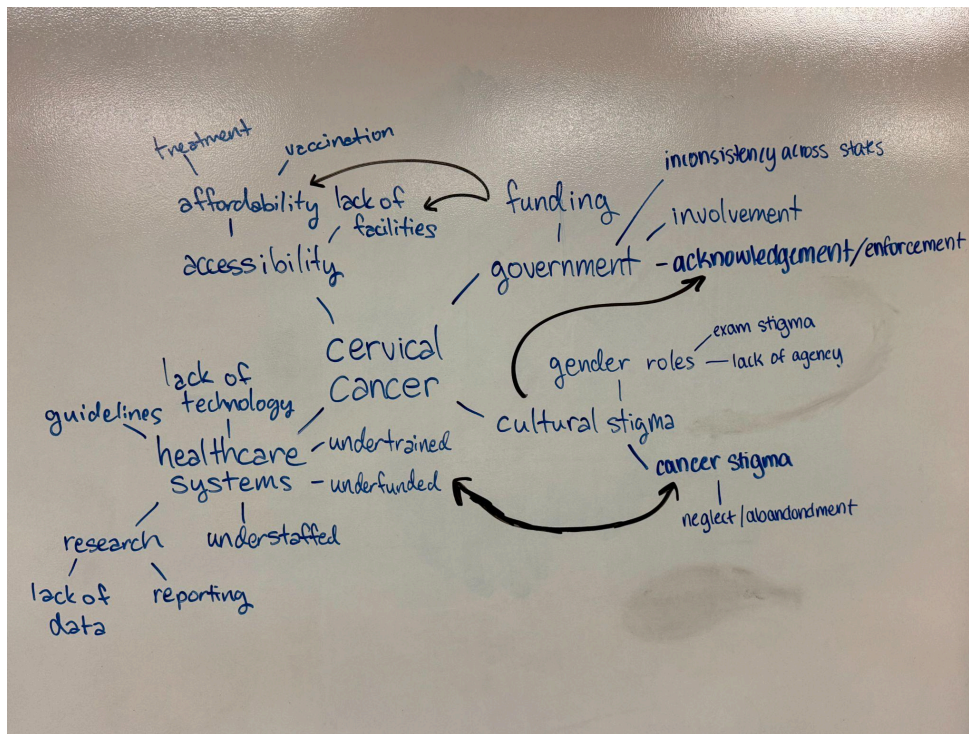 treatment
vaccination
affordability
lack of
facilities
accessibility
funding
inconsistency across states
involvement
government
acknowledgement/enforcement
cervical
cancer
gender roles
exam stigma
lack of agency
cultural stigma
cancer stigma
neglect/abandondment
lack of
technology
guidelines
healthcare
systems
undertrained
underfunded
understaffed
research
lack of
data
reporting